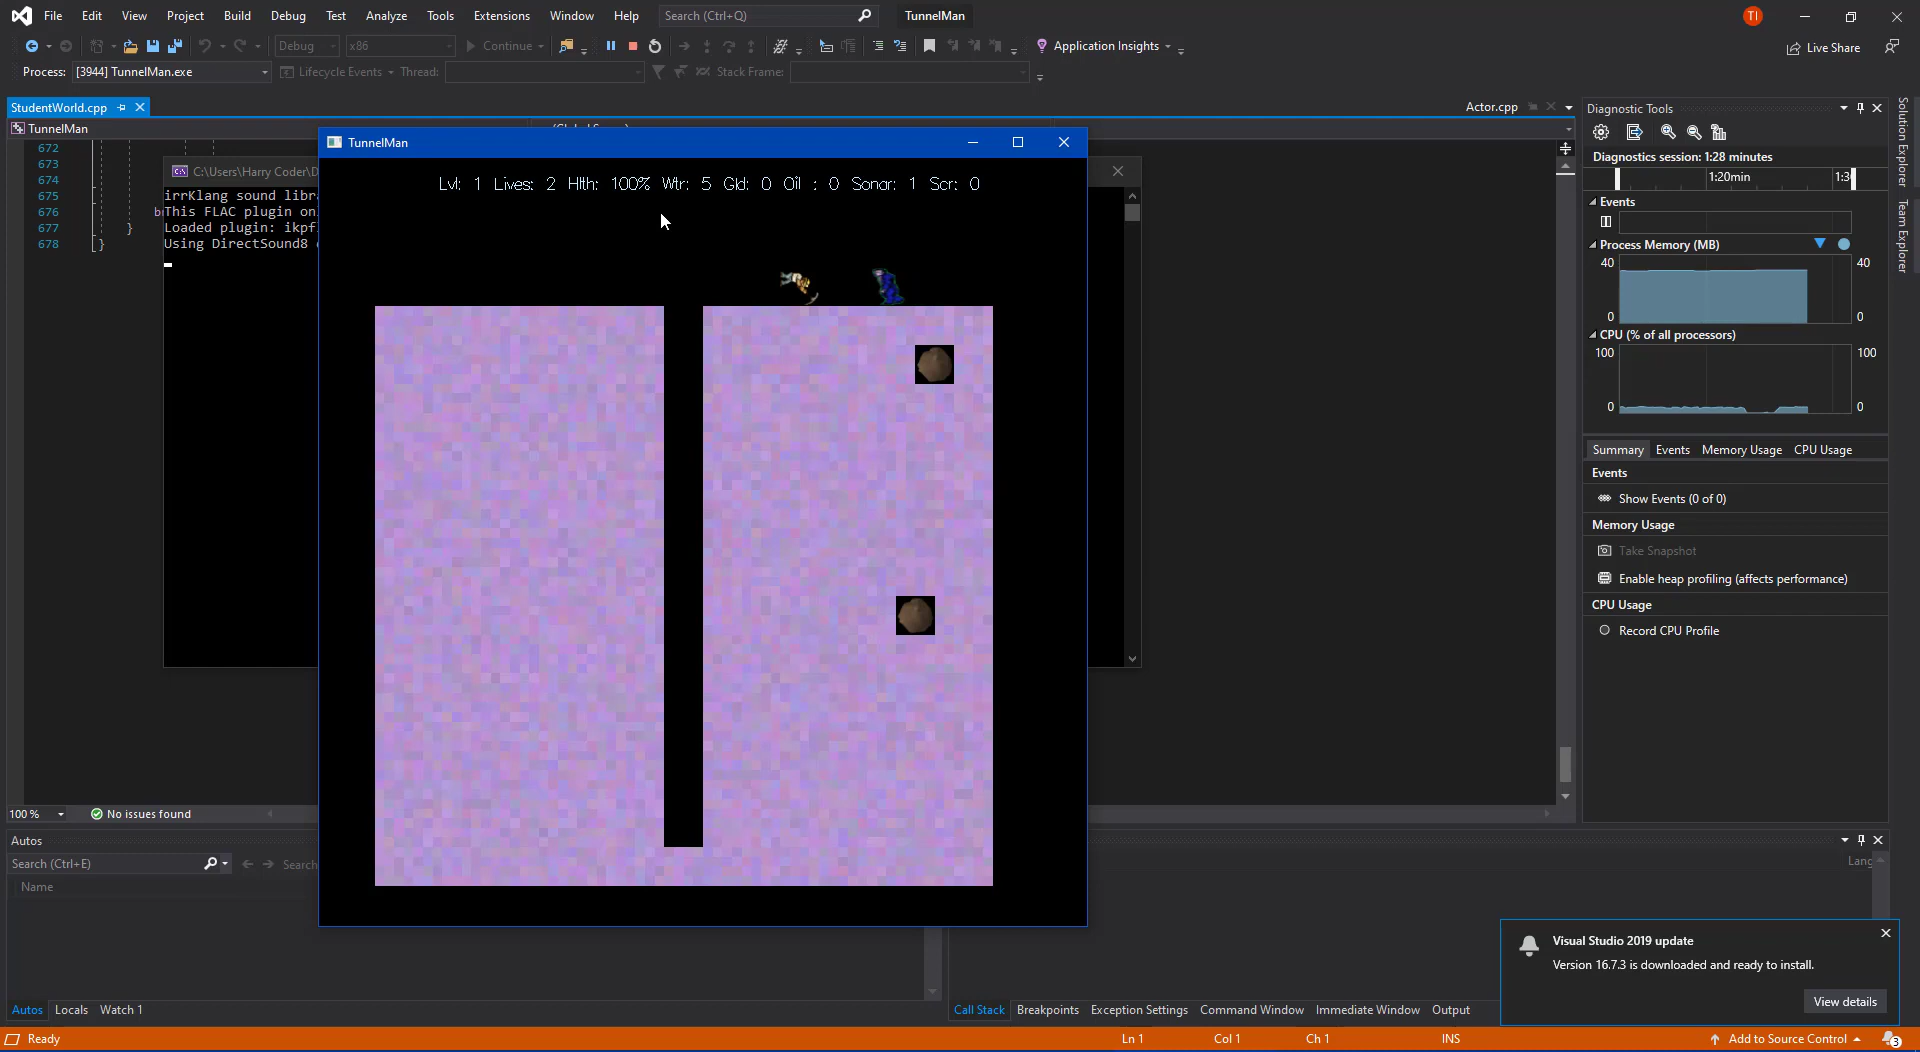 File Edit View Project Build Debug Test Analyze Tools Extensions Window Help Search (Ctrl+Q) TunnelMan TI
Debug x86 Continue Application Insights Live Share
Process: [3944] TunnelMan.exe Lifecycle Events Thread: Stack Frame:
StudentWorld.cpp Actor.cpp
TunnelMan
672
673
674
675
676
677 }
678 }
C:\Users\Harry Coder\D
irrKlang sound libr
This FLAC plugin on
Loaded plugin: ikpf
Using DirectSound8
TunnelMan
Lvl: 1 Lives: 2 Hlth: 100% Wtr: 5 Gld: 0 Oil : 0 Sonar: 1 Scr: 0
100 % No issues found
Autos
Search (Ctrl+E) Search
Name
Lang
Autos Locals Watch 1
Call Stack Breakpoints Exception Settings Command Window Immediate Window Output
Diagnostic Tools
Diagnostics session: 1:28 minutes
1:20min 1:3
Events
Process Memory (MB)
40 40
0 0
CPU (% of all processors)
100 100
0 0
Summary Events Memory Usage CPU Usage
Events
Show Events (0 of 0)
Memory Usage
Take Snapshot
Enable heap profiling (affects performance)
CPU Usage
Record CPU Profile
Solution Explorer
Team Explorer
Visual Studio 2019 update
Version 16.7.3 is downloaded and ready to install.
View details
Ready Ln 1 Col 1 Ch 1 INS Add to Source Control 3